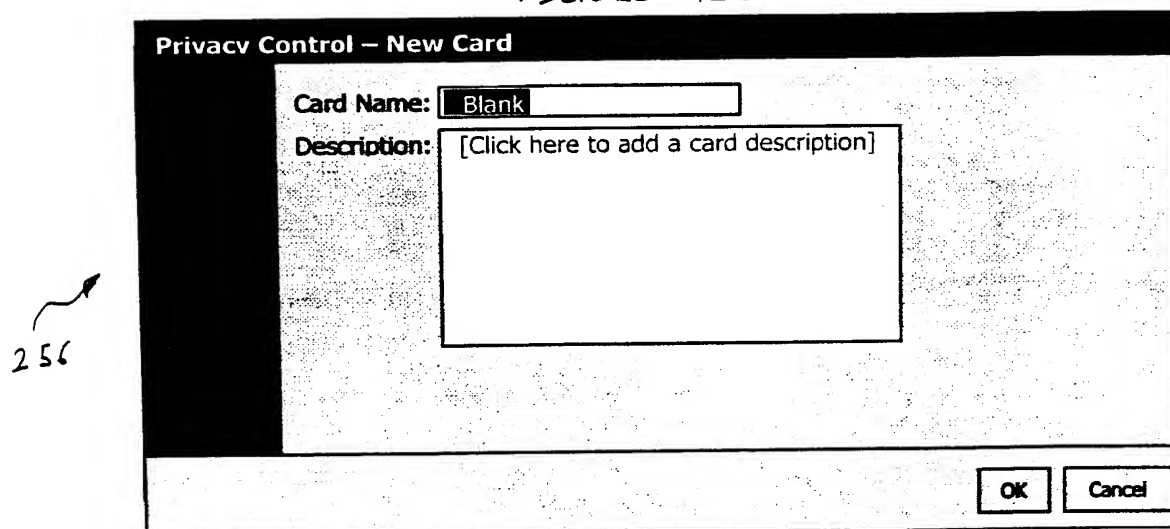 Privacy Control – New Card
Card Name: Blank
Description: [Click here to add a card description]
256
OK Cancel